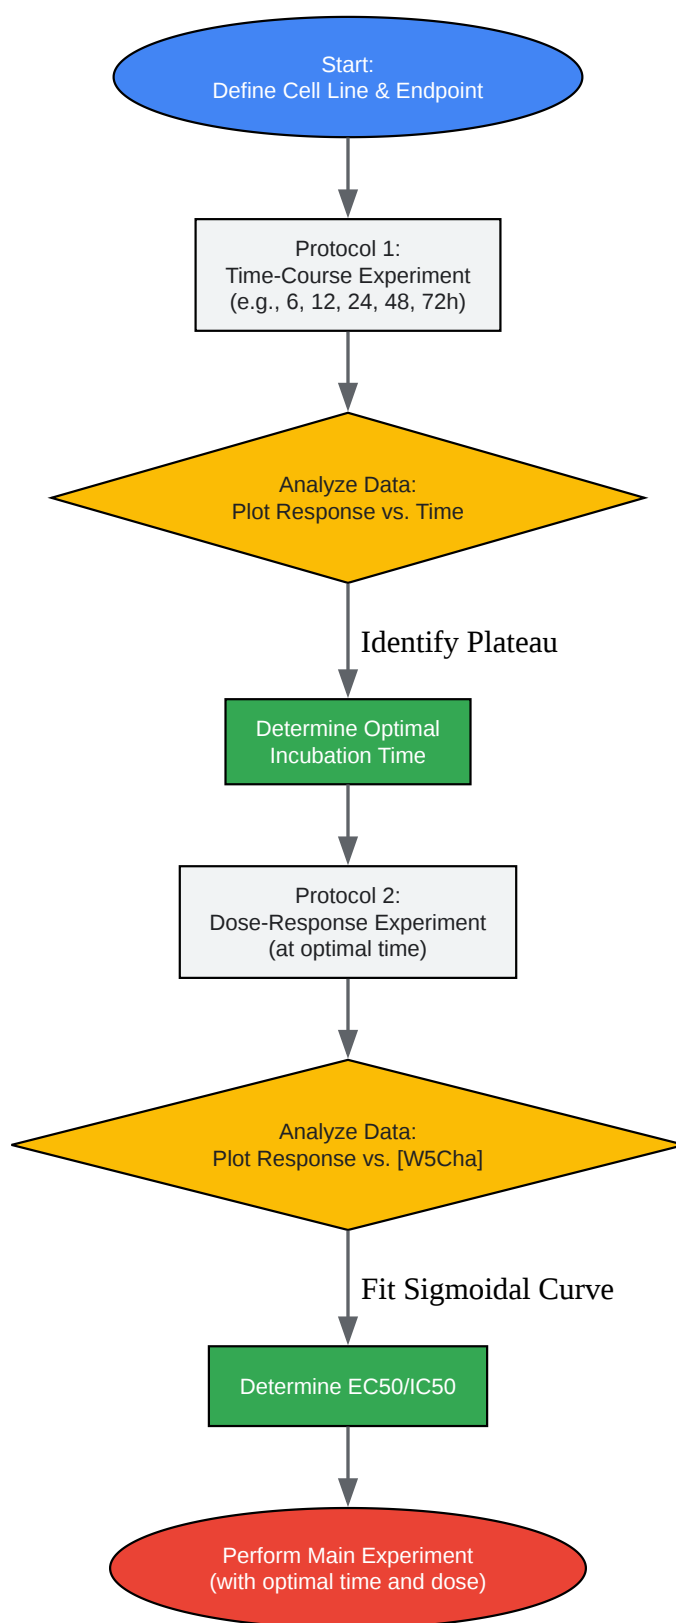 Start:
Define Cell Line & Endpoint
Protocol 1:
Time-Course Experiment
(e.g., 6, 12, 24, 48, 72h)
Analyze Data:
Plot Response vs. Time
Identify Plateau
Determine Optimal
Incubation Time
Protocol 2:
Dose-Response Experiment
(at optimal time)
Analyze Data:
Plot Response vs. [W5Cha]
Fit Sigmoidal Curve
Determine EC50/IC50
Perform Main Experiment
(with optimal time and dose)